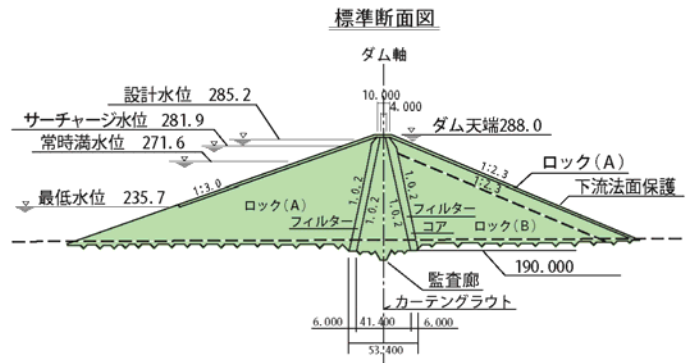 標準断面図
ダム軸
10.000
4.000
設計水位 285.2
サーチャージ水位 281.9
常時満水位 271.6
ダム天端288.0
1:2.3
ロック(A)
1:2.3
下流法面保護
1:3.0
最低水位 235.7
ロック(A)
1:0.2
1:0.2
1:0.2
1:0.2
フィルター
フィルター
コア
ロック(B)
190.000
監査廊
カーテングラウト
6.000
41.400
6.000
53.400